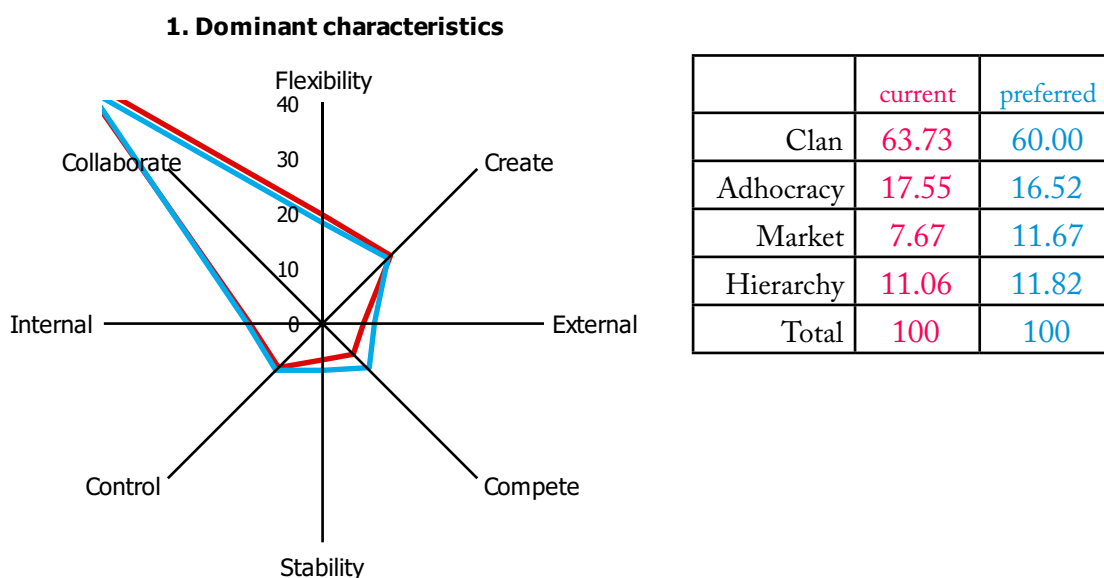 1. Dominant characteristics
Flexibility
40
30
20
10
0
Collaborate
Create
Internal
External
Control
Compete
Stability
current preferred
Clan 63.73 60.00
Adhocracy 17.55 16.52
Market 7.67 11.67
Hierarchy 11.06 11.82
Total 100 100